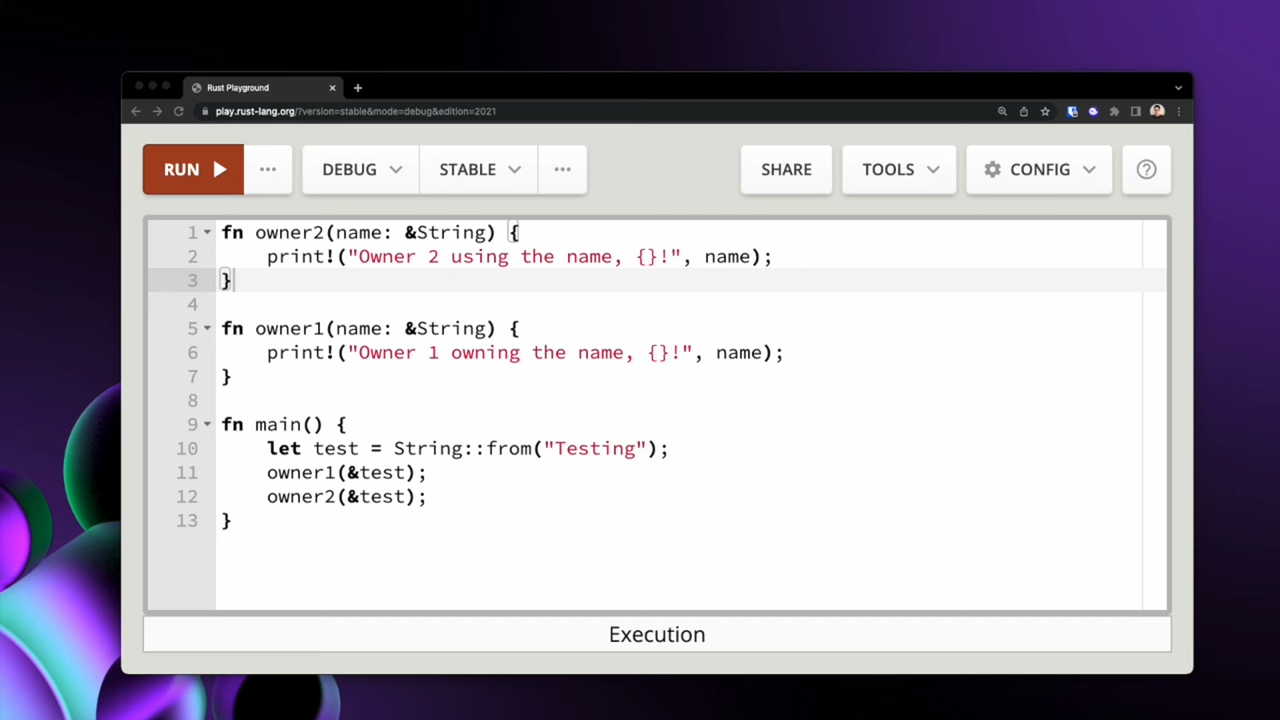 Rust Playground
play.rust-lang.org/?version=stable&mode=debug&edition=2021
RUN ... DEBUG STABLE ... SHARE TOOLS CONFIG ?
1 fn owner2(name: &String) {
2     print!("Owner 2 using the name, {}!", name);
3 }
4
5 fn owner1(name: &String) {
6     print!("Owner 1 owning the name, {}!", name);
7 }
8
9 fn main() {
10     let test = String::from("Testing");
11     owner1(&test);
12     owner2(&test);
13 }
Execution